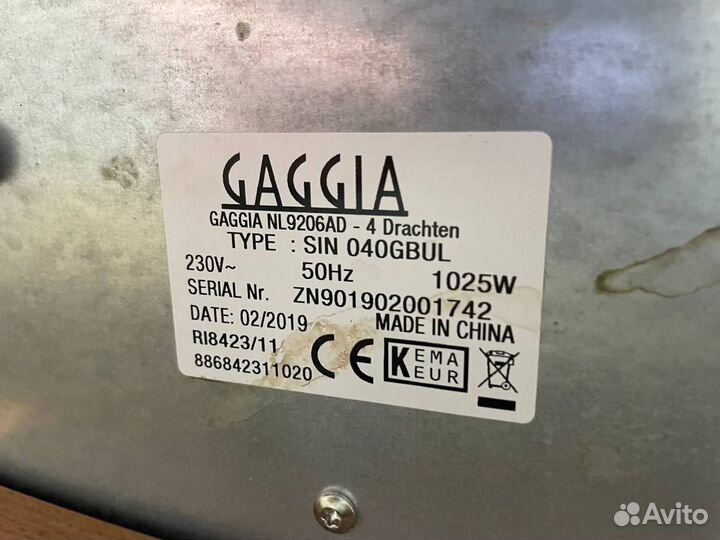 GAGGIA
GAGGIA NL9206AD - 4 Drachten
TYPE : SIN 040GBUL
230V~ 50Hz 1025W
SERIAL Nr. ZN901902001742
DATE: 02/2019 MADE IN CHINA
RI8423/11
886842311020
CE
KEMA
EUR
Avito